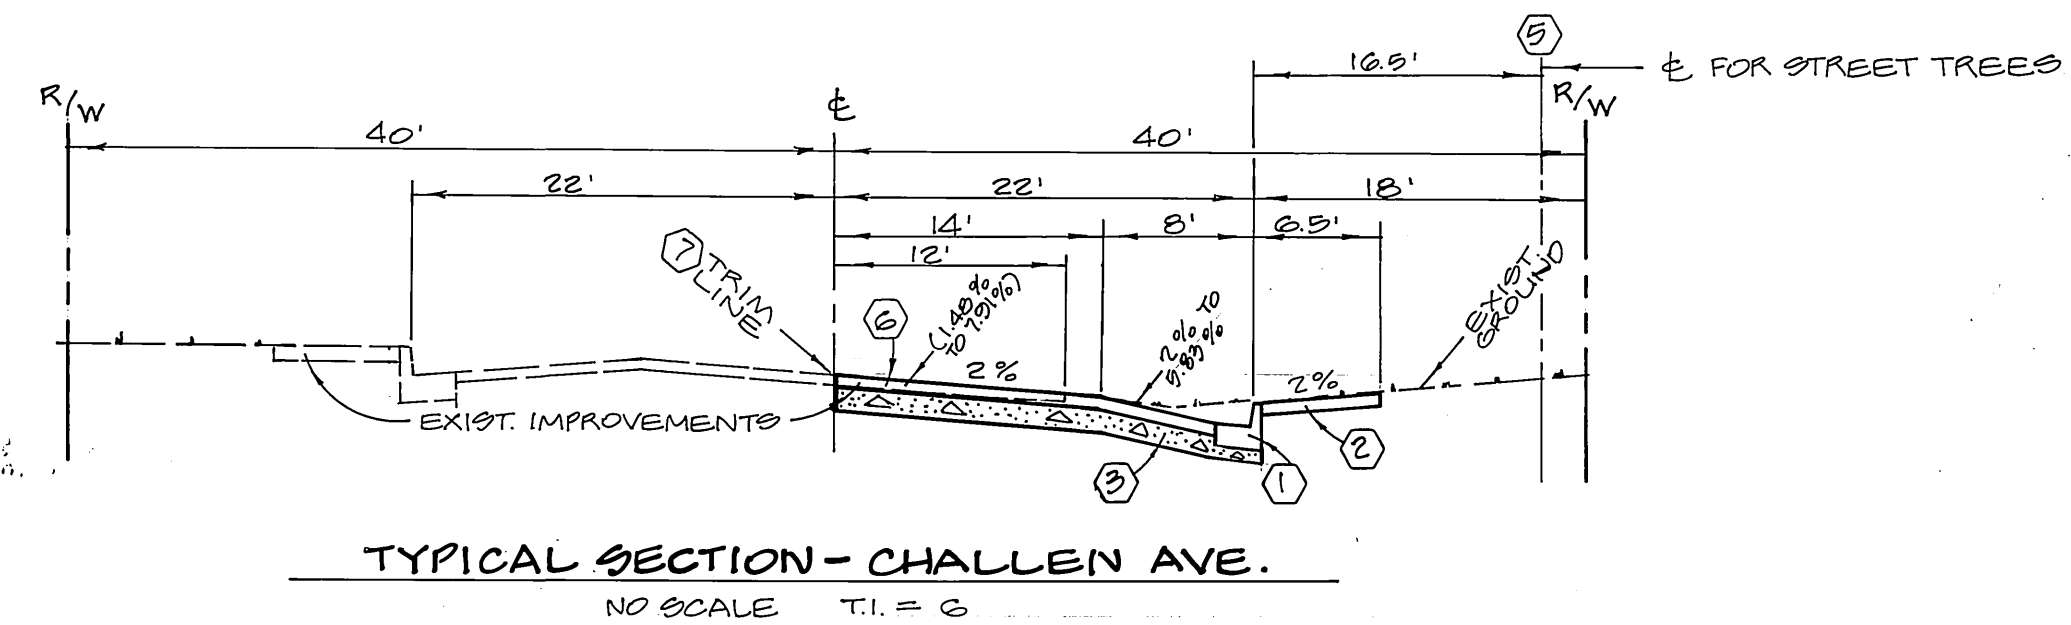 5
16.5'
℄ FOR STREET TREES
R/W
℄
R/W
40'
40'
22'
22'
18'
14'
8'
6.5'
12'
7
TRIM
LINE
6
(1.48%
TO 7.91%)
2%
2% TO
5.83%
EXIST.
GROUND
2%
EXIST. IMPROVEMENTS
3
1
2
TYPICAL SECTION - CHALLEN AVE.
NO SCALE T.I. = 6